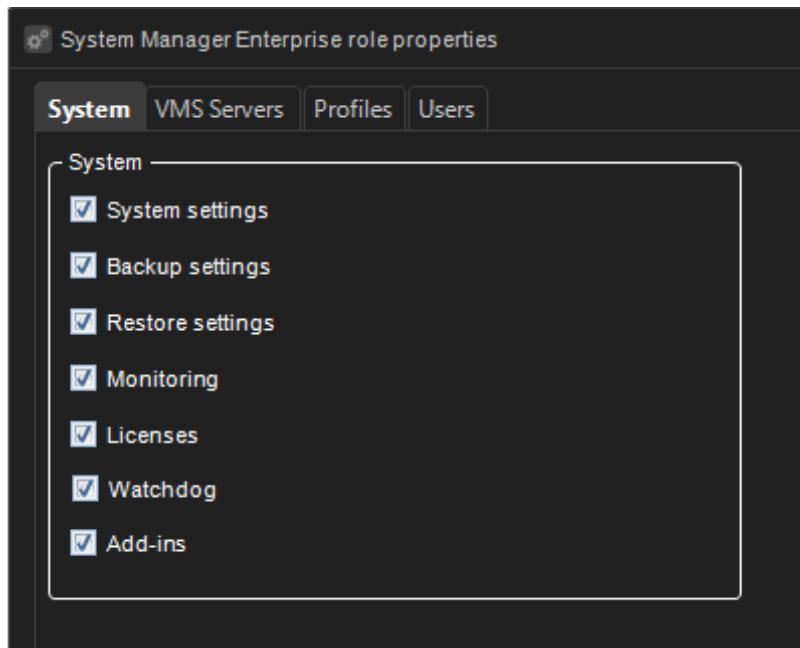 System Manager Enterprise role properties
System VMS Servers Profiles Users
System
System settings
Backup settings
Restore settings
Monitoring
Licenses
Watchdog
Add-ins